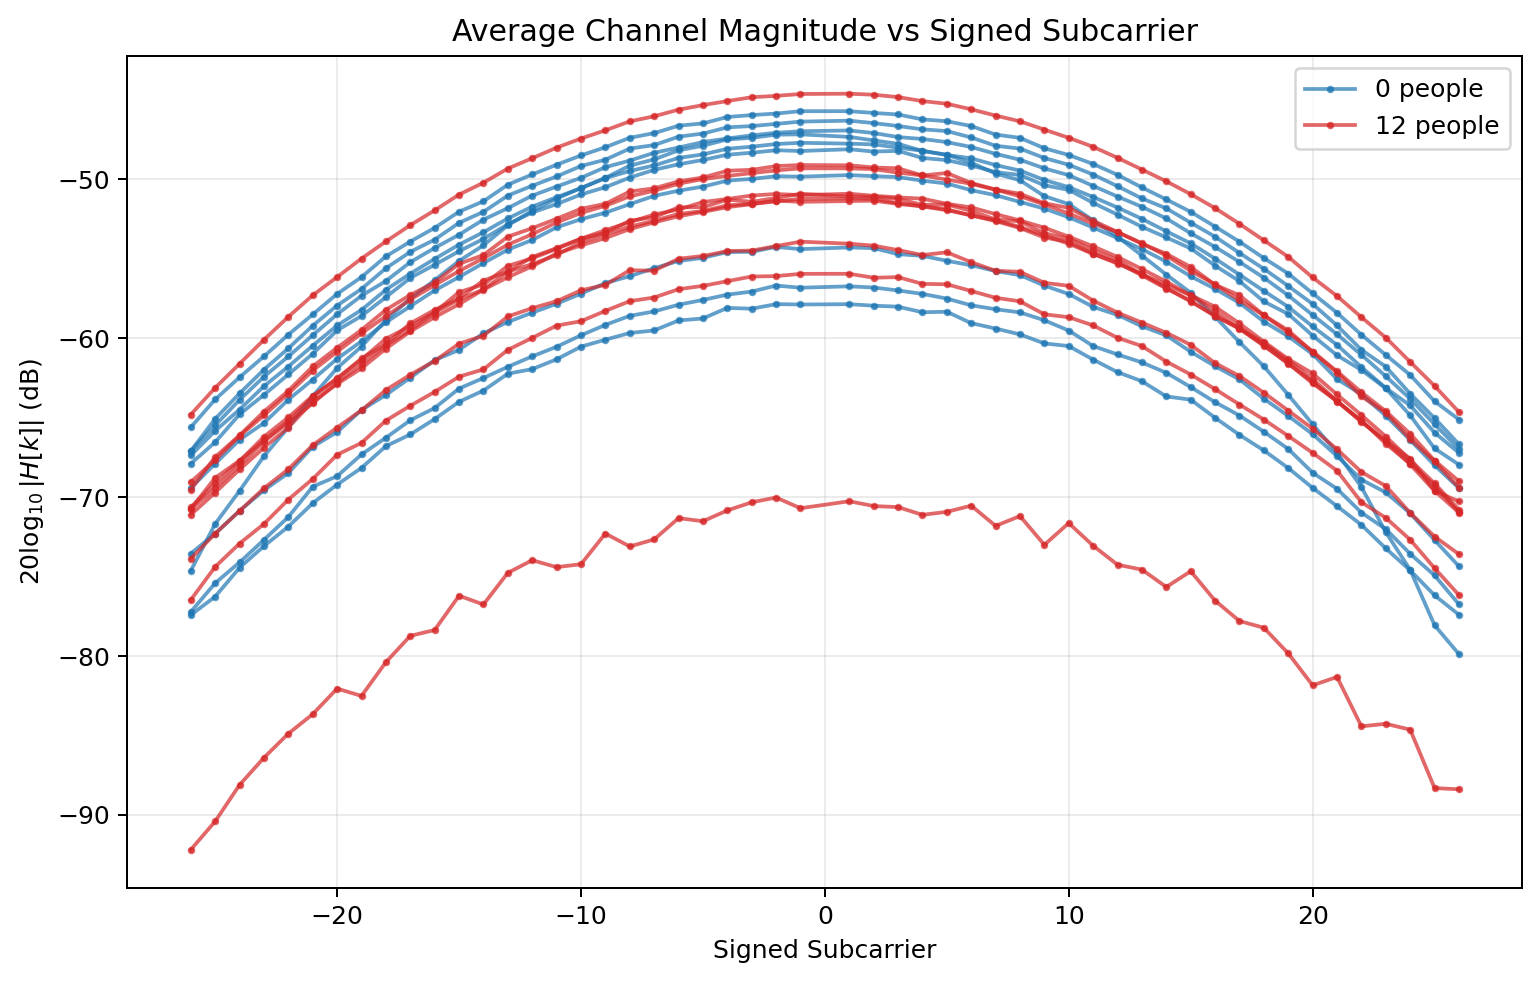 Average Channel Magnitude vs Signed Subcarrier
0 people
12 people
20log₁₀ |H[k]| (dB)
−50
−60
−70
−80
−90
−20
−10
0
10
20
Signed Subcarrier